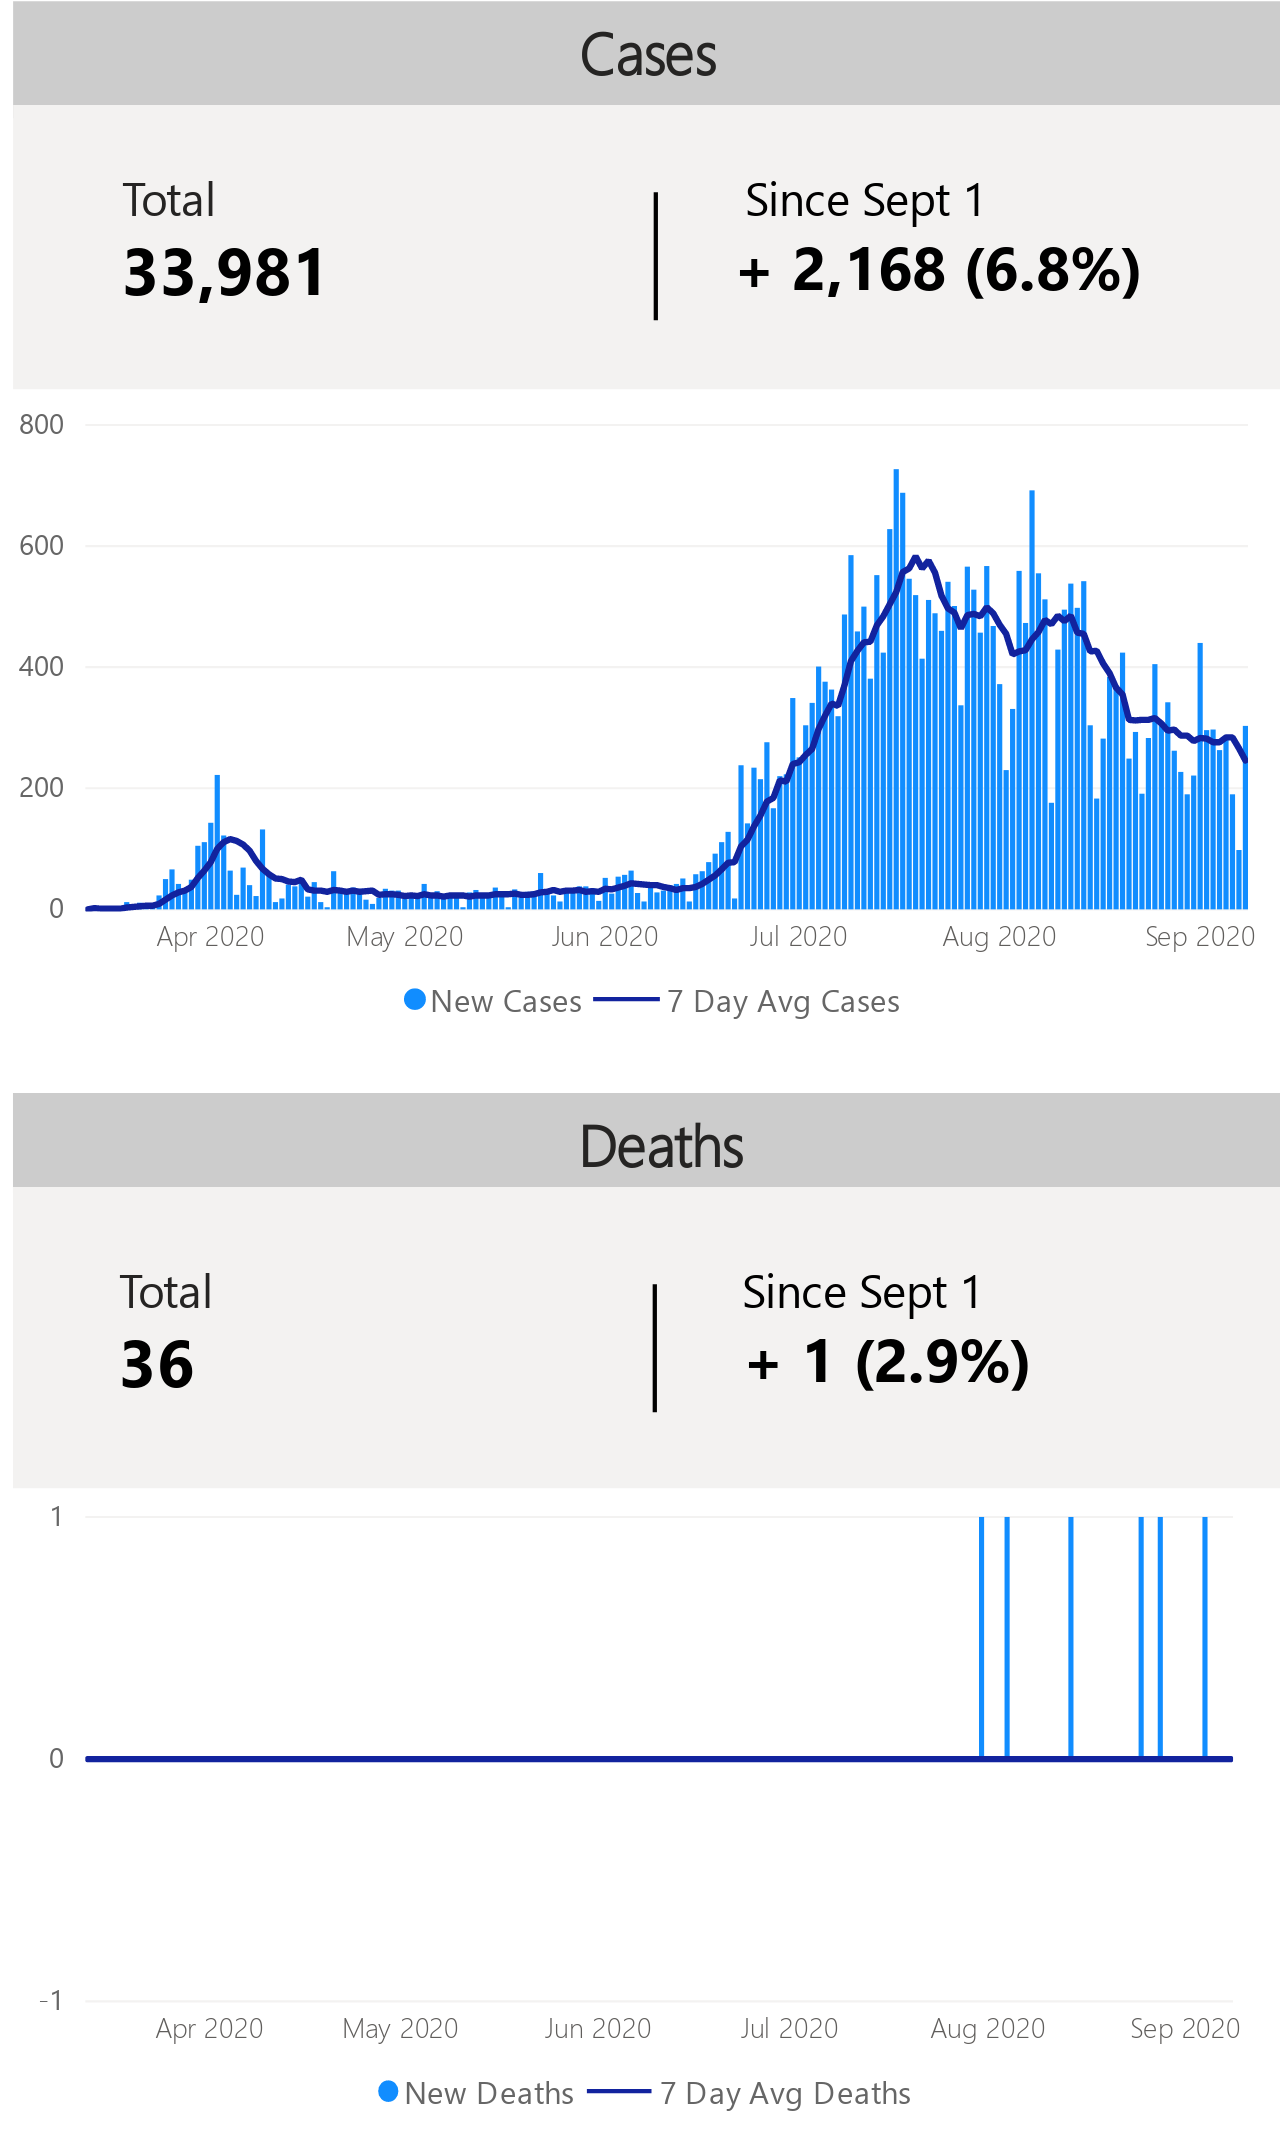 Cases
Total
Since Sept 1
33,981
+ 2,168 (6.8%)
800
600
400
200
0
Apr 2020 May 2020 Jun 2020 Jul 2020 Aug 2020 Sep 2020
New Cases 7 Day Avg Cases
Deaths
Total
Since Sept 1
36
+ 1 (2.9%)
1
0
-1
Apr 2020 May 2020 Jun 2020 Jul 2020 Aug 2020 Sep 2020
New Deaths 7 Day Avg Deaths